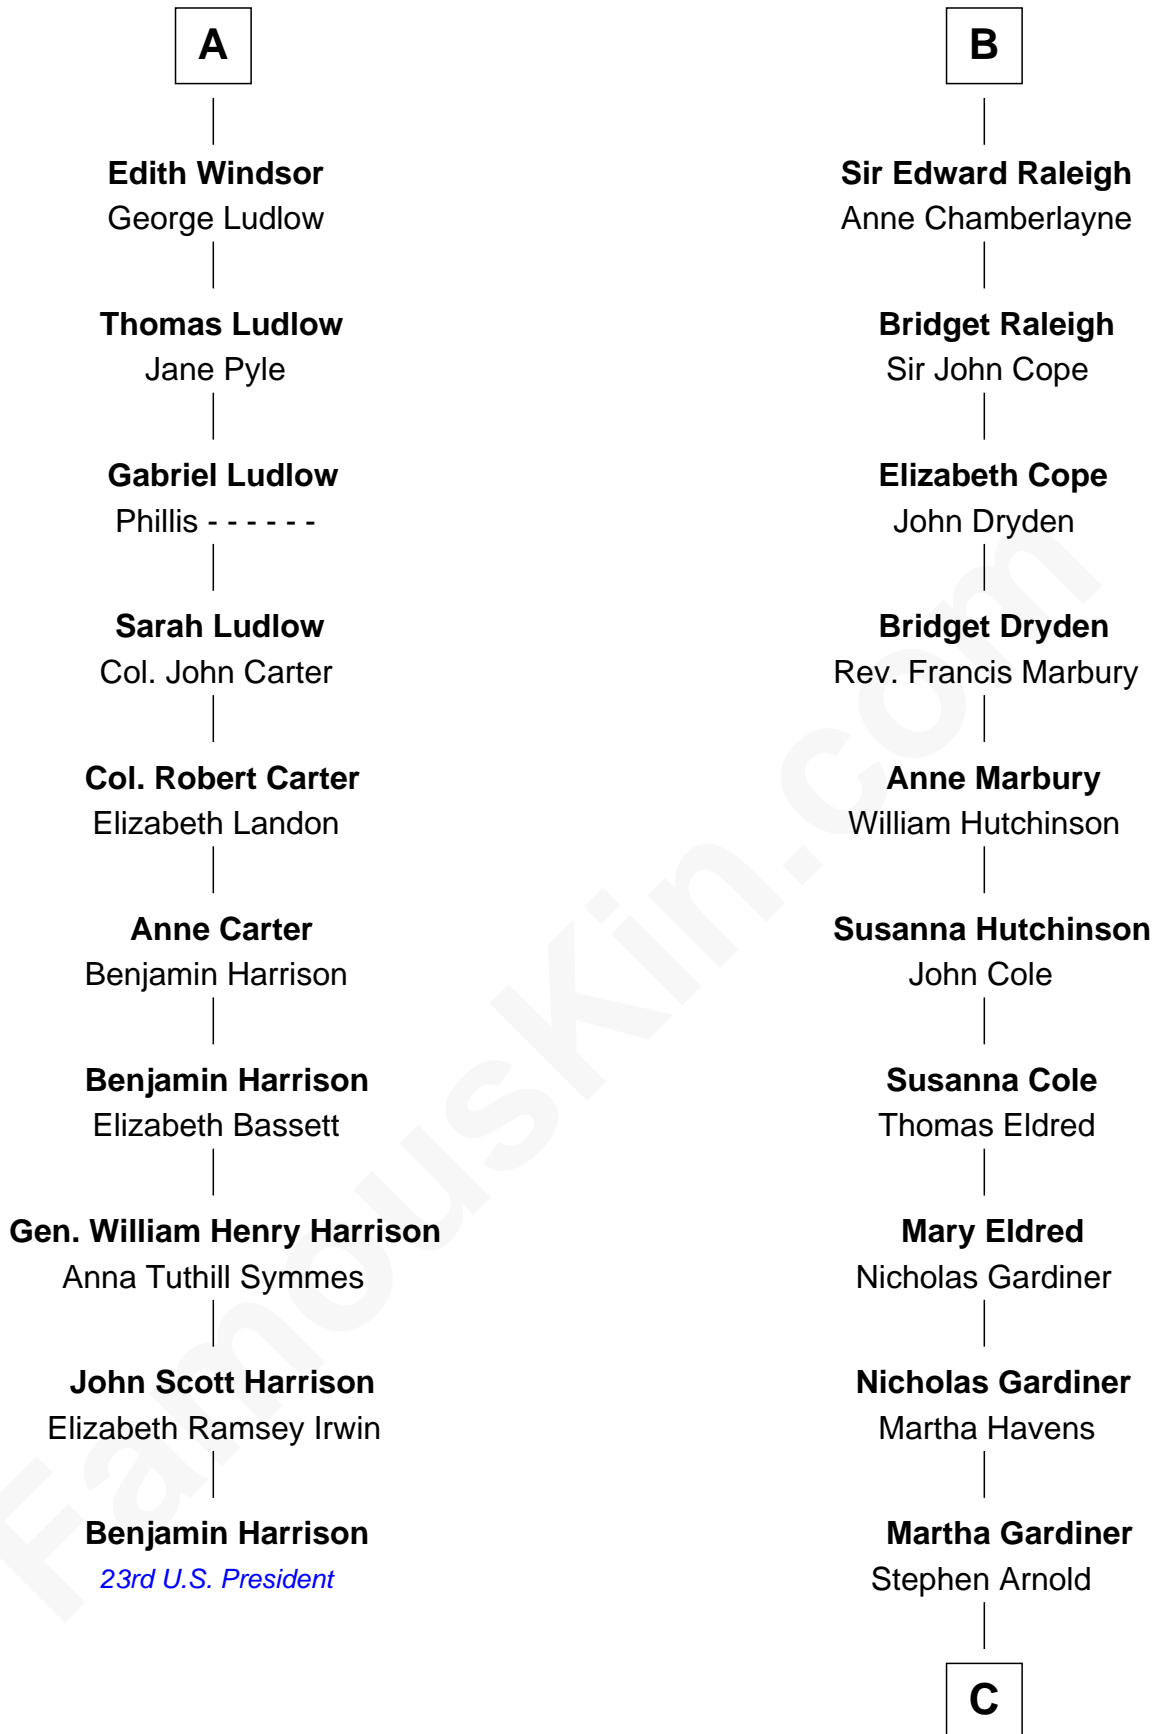 A
Edith Windsor
George Ludlow
Thomas Ludlow
Jane Pyle
Gabriel Ludlow
Phillis - - - - - -
Sarah Ludlow
Col. John Carter
Col. Robert Carter
Elizabeth Landon
Anne Carter
Benjamin Harrison
Benjamin Harrison
Elizabeth Bassett
Gen. William Henry Harrison
Anna Tuthill Symmes
John Scott Harrison
Elizabeth Ramsey Irwin
Benjamin Harrison
23rd U.S. President
B
Sir Edward Raleigh
Anne Chamberlayne
Bridget Raleigh
Sir John Cope
Elizabeth Cope
John Dryden
Bridget Dryden
Rev. Francis Marbury
Anne Marbury
William Hutchinson
Susanna Hutchinson
John Cole
Susanna Cole
Thomas Eldred
Mary Eldred
Nicholas Gardiner
Nicholas Gardiner
Martha Havens
Martha Gardiner
Stephen Arnold
C
FamousKin.com